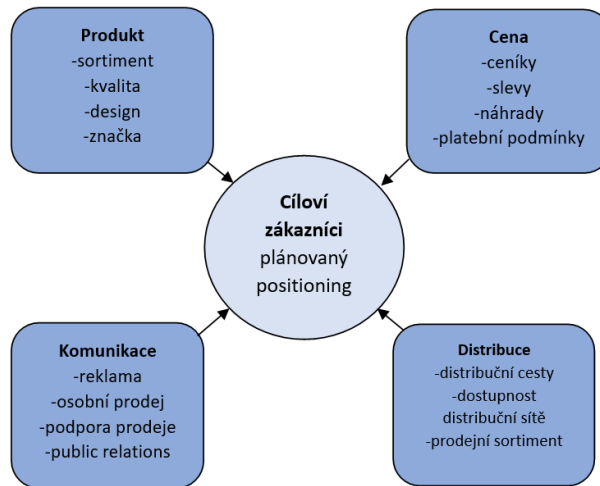 Produkt
-sortiment
-kvalita
-design
-značka
Cena
-ceníky
-slevy
-náhrady
-platební podmínky
Cíloví
zákazníci
plánovaný
positioning
Komunikace
-reklama
-osobní prodej
-podpora prodeje
-public relations
Distribuce
-distribuční cesty
-dostupnost
distribuční sítě
-prodejní sortiment